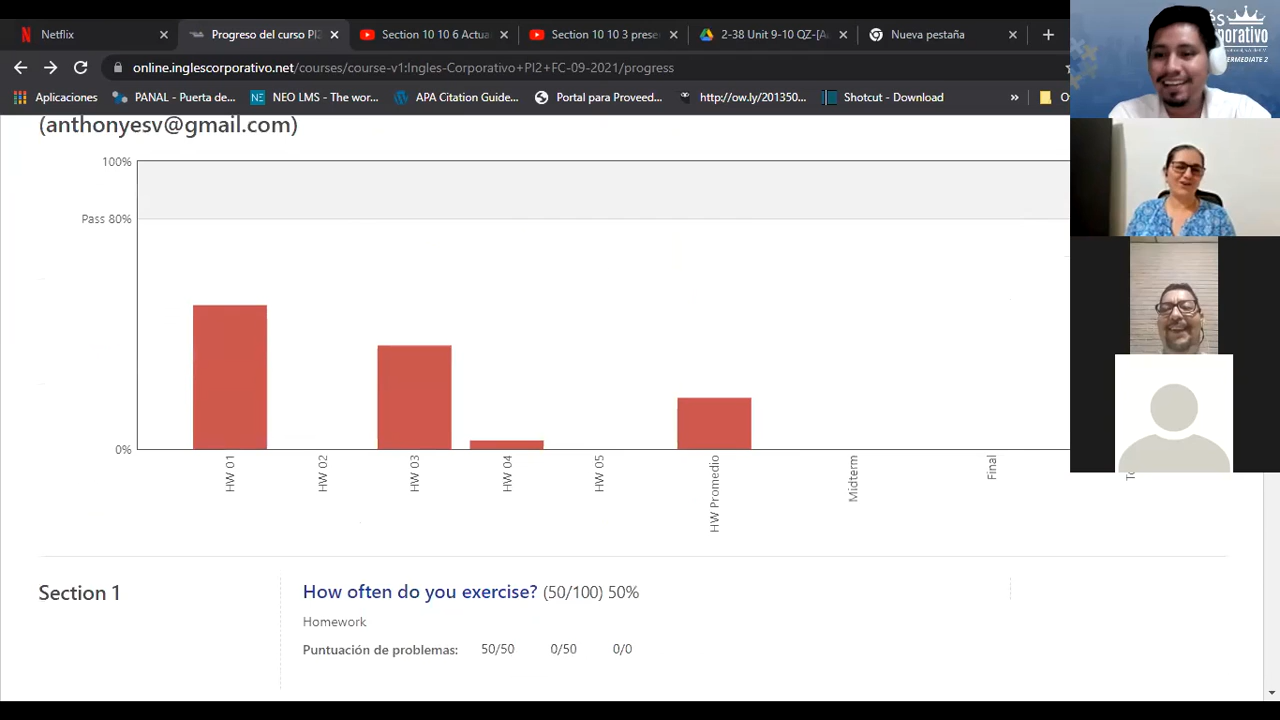 Netflix
Progreso del curso PI2
Section 10 10 6 Actua
Section 10 10 3 prese
2-38 Unit 9-10 QZ-[A
Nueva pestaña
online.inglescorporativo.net/courses/course-v1:Ingles-Corporativo+PI2+EC-09-2021/progress
Aplicaciones
PANAL - Puerta de...
NEO LMS - The wor...
APA Citation Guide...
Portal para Proveed...
http://ow.ly/201350...
Shotcut - Download
»
(anthonyesv@gmail.com)
100%
Pass 80%
0%
HW 01
HW 02
HW 03
HW 04
HW 05
HW Promedio
Midterm
Final
Section 1
How often do you exercise? (50/100) 50%
Homework
Puntuación de problemas: 50/50 0/50 0/0